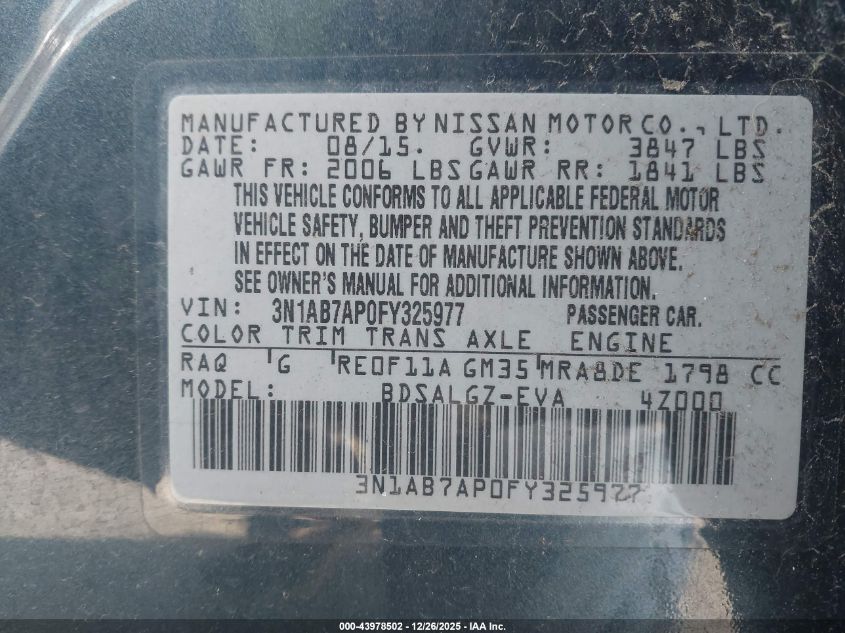 MANUFACTURED BY NISSAN MOTOR CO., LTD.
DATE: 08/15. GVWR: 3847 LBS
GAWR FR: 2006 LBS GAWR RR: 1841 LBS
THIS VEHICLE CONFORMS TO ALL APPLICABLE FEDERAL MOTOR
VEHICLE SAFETY, BUMPER AND THEFT PREVENTION STANDARDS
IN EFFECT ON THE DATE OF MANUFACTURE SHOWN ABOVE.
SEE OWNER'S MANUAL FOR ADDITIONAL INFORMATION.
VIN: 3N1AB7AP0FY325977 PASSENGER CAR.
COLOR TRIM TRANS AXLE ENGINE
RAQ G RE0F11A GM35 MRA8DE 1798 CC
MODEL: BDSALGZ-EVA 4Z000
3N1AB7AP0FY325977
000-43978502 - 12/26/2025 - IAA Inc.